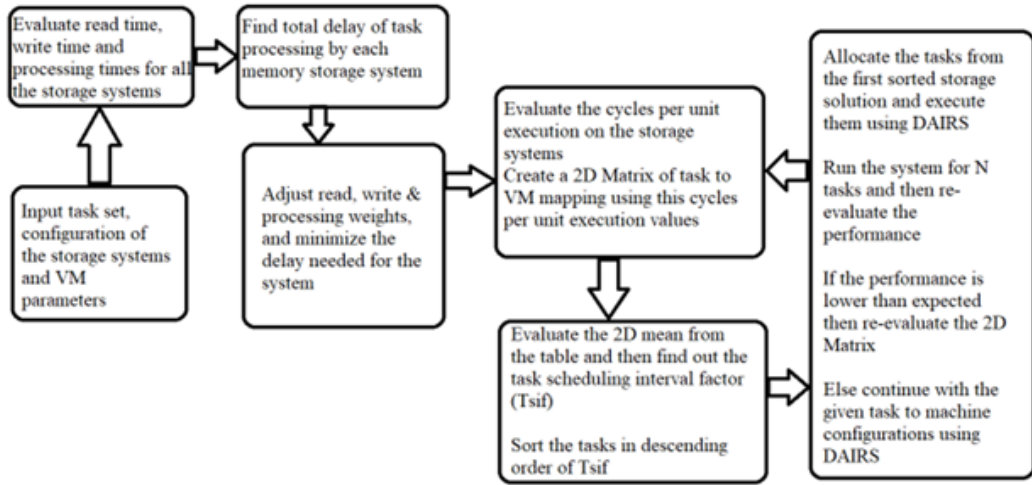 Evaluate read time,
write time and
processing times for all
the storage systems
Find total delay of task
processing by each
memory storage system
Input task set,
configuration of
the storage systems
and VM
parameters
Adjust read, write &
processing weights,
and minimize the
delay needed for the
system
Evaluate the cycles per unit
execution on the storage
systems
Create a 2D Matrix of task to
VM mapping using this cycles
per unit execution values
Evaluate the 2D mean from
the table and then find out the
task scheduling interval factor
(Tsif)
Sort the tasks in descending
order of Tsif
Allocate the tasks from
the first sorted storage
solution and execute
them using DAIRS
Run the system for N
tasks and then re-
evaluate the
performance
If the performance is
lower than expected
then re-evaluate the 2D
Matrix
Else continue with the
given task to machine
configurations using
DAIRS